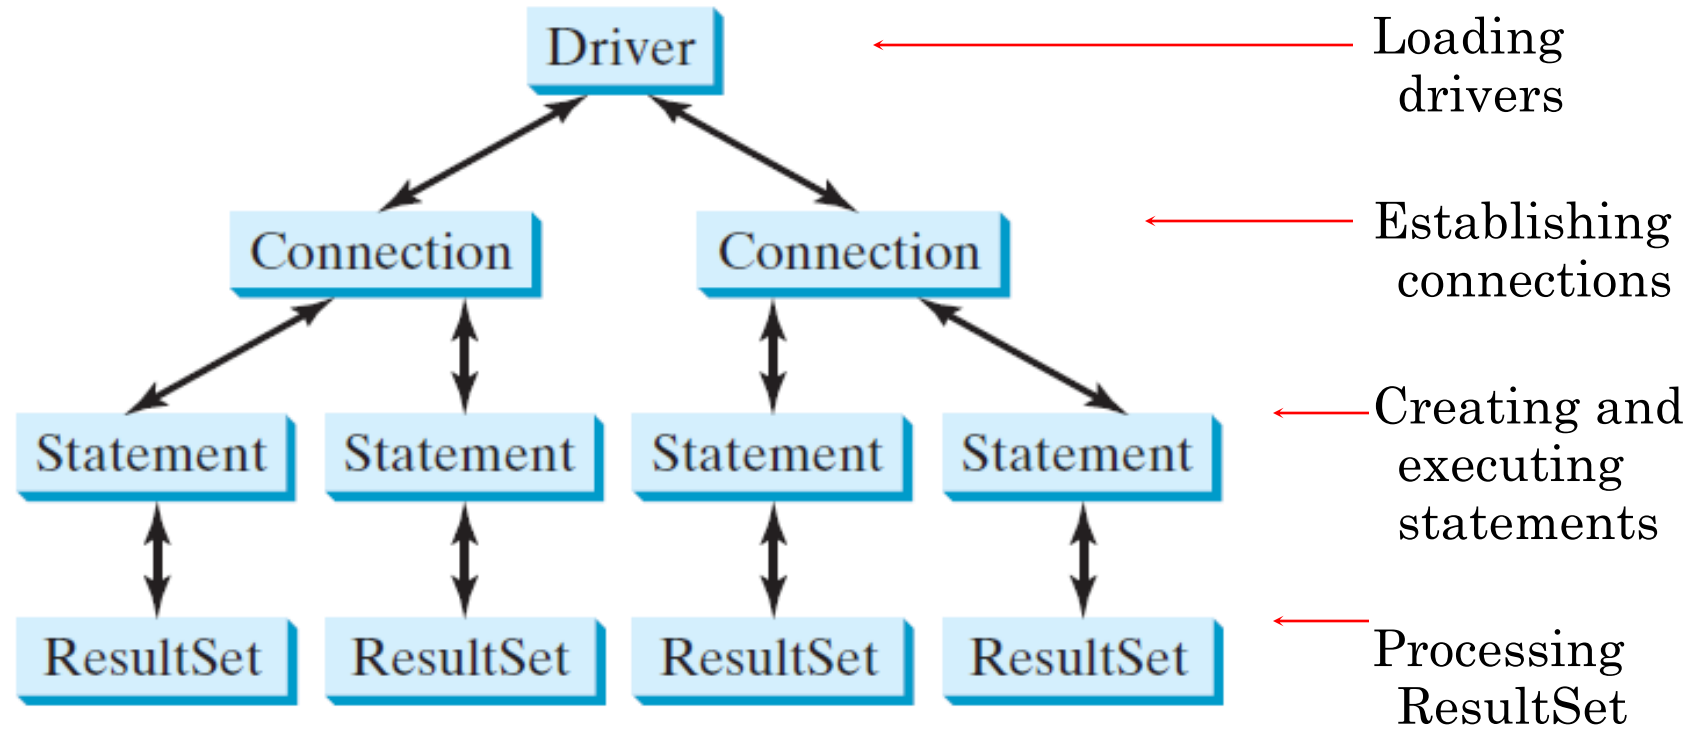 Driver
Loading
drivers
Connection
Connection
Establishing
connections
Statement
Statement
Statement
Statement
Creating and
executing
statements
ResultSet
ResultSet
ResultSet
ResultSet
Processing
ResultSet